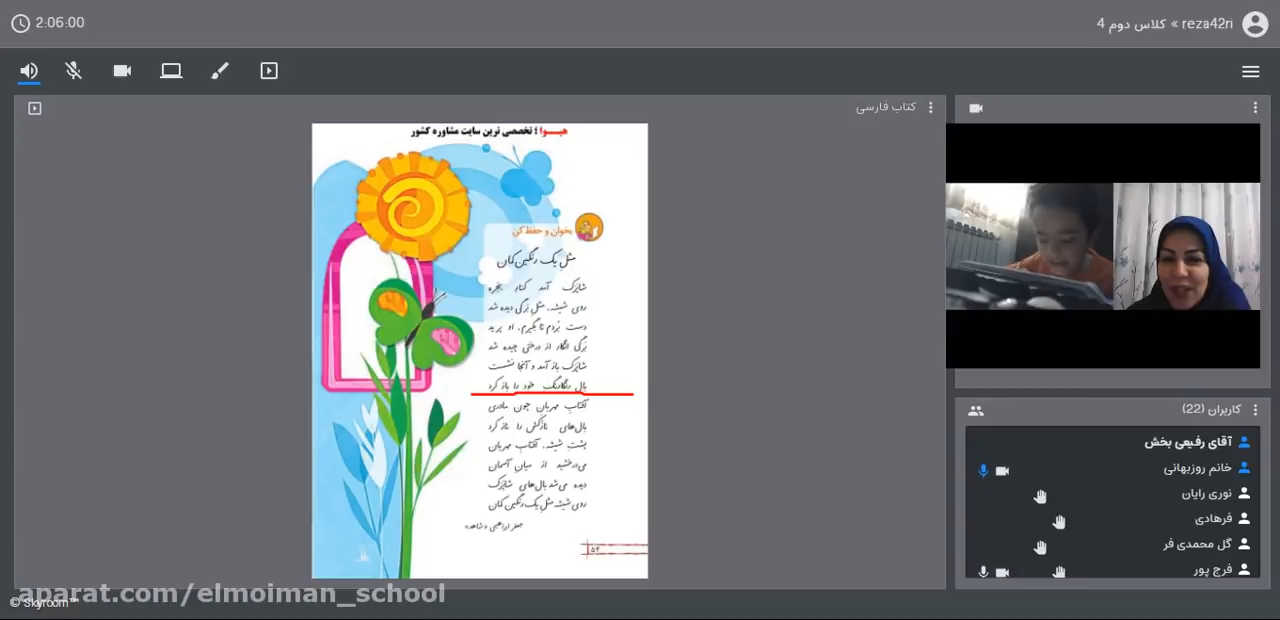 2:06:00
reza42ri » کلاس دوم 4
کتاب فارسی
هیـــوا ؛ تخصصی ترین سایت مشاوره کشور
بخوان و حفظ کن
مثلِ یک رنگین‌کمان
شاپرک آمد کنار پنجره
روی شیشه، مثل برگی دیده شد
دست بُردم تا بگیرم، او پرید
برگی انگار از درختی چیده شد
شاپرک باز آمد و آنجا نشست
بال رنگارنگ خود را باز کرد
آفتاب مهربان چون مادری
بال‌های نازکش را ناز کرد
پشت شیشه، آفتاب مهربان
می‌درخشید از میان آسمان
دیده می‌شد بال‌های شاپرک
روی شیشه مثل یک رنگین‌کمان
جعفر ابراهیمی «شاهد»
۵۴
کاربران (22)
آقای رفیعی بخش
خانم روزبهانی
نوری رایان
فرهادی
گل محمدی فر
فرج پور
aparat.com/elmoiman_school
© Skyroom™